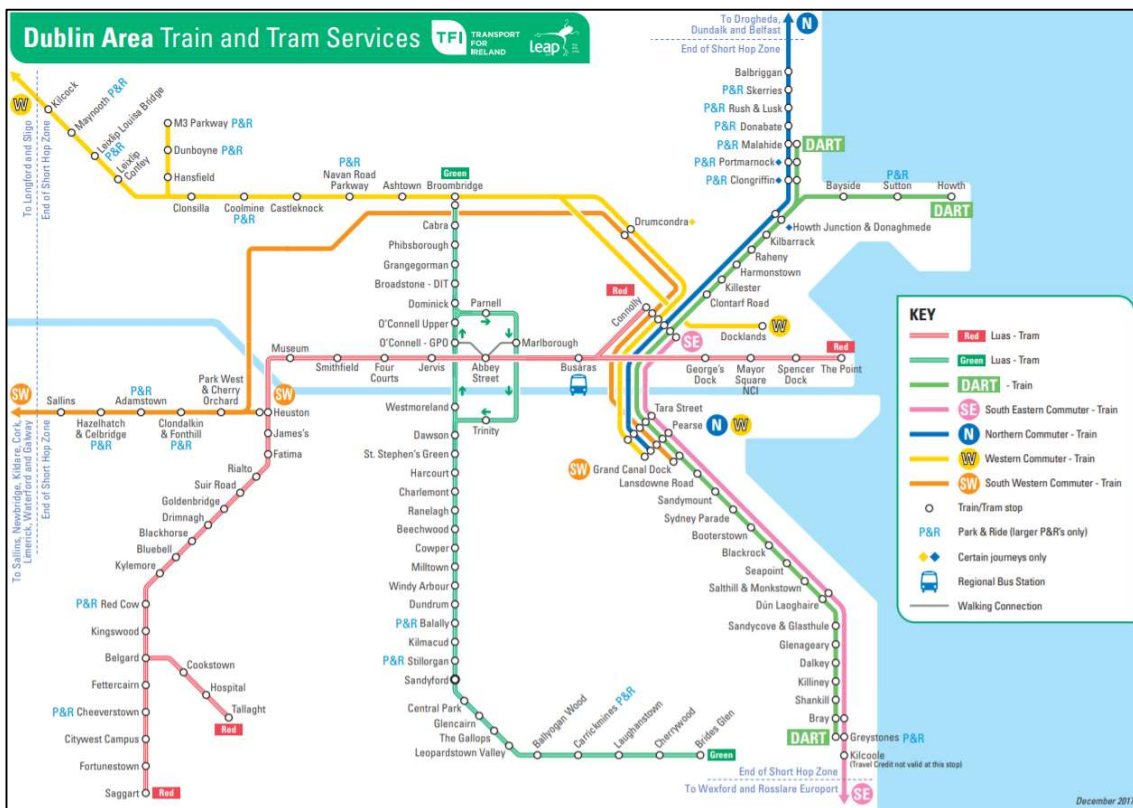 Dublin Area Train and Tram Services
TFI
TRANSPORT
FOR
IRELAND
leap
To Drogheda,
Dundalk and Belfast
N
End of Short Hop Zone
Balbriggan
P&R Skerries
P&R Rush & Lusk
P&R Donabate
P&R Malahide
DART
P&R Portmarnock
P&R Clongriffin
Bayside
P&R
Sutton
Howth
DART
Howth Junction & Donaghmede
Kilbarrack
Raheny
Harmonstown
Killester
Clontarf Road
W
Kilcock
Maynooth P&R
Leixlip Louisa Bridge
P&R
Leixlip
Confey
To Longford and Sligo
End of Short Hop Zone
M3 Parkway P&R
Dunboyne P&R
Hansfield
Clonsilla
Coolmine
P&R
Castleknock
P&R
Navan Road
Parkway
Ashtown
Green
Broombridge
Drumcondra
Cabra
Phibsborough
Grangegorman
Broadstone - DIT
Dominick
Parnell
O'Connell Upper
O'Connell - GPO
Marlborough
Red
Connolly
SE
Docklands
W
Museum
Smithfield
Four
Courts
Jervis
Abbey
Street
Busáras
George's
Dock
Mayor
Square
NCI
Spencer
Dock
The Point
Red
SW
Sallins
Hazelhatch
& Celbridge
P&R
P&R
Adamstown
Clondalkin
& Fonthill
P&R
Park West
& Cherry
Orchard
SW
Heuston
To Sallins, Newbridge, Kildare, Cork,
Limerick, Waterford and Galway
End of Short Hop Zone
James's
Fatima
Rialto
Suir Road
Goldenbridge
Drimnagh
Blackhorse
Bluebell
Kylemore
P&R Red Cow
Kingswood
Belgard
Cookstown
Hospital
Tallaght
Red
Fettercairn
P&R Cheeverstown
Citywest Campus
Fortunestown
Saggart
Red
Westmoreland
Trinity
Dawson
St. Stephen's Green
Harcourt
Charlemont
Ranelagh
Beechwood
Cowper
Milltown
Windy Arbour
Dundrum
P&R Balally
Kilmacud
P&R Stillorgan
Sandyford
Central Park
Glencairn
The Gallops
Leopardstown Valley
Ballyogan Wood
Carrickmines P&R
Laughanstown
Cherrywood
Brides Glen
Green
Tara Street
Pearse
N
W
SW
Grand Canal Dock
Lansdowne Road
Sandymount
Sydney Parade
Booterstown
Blackrock
Seapoint
Salthill & Monkstown
Dún Laoghaire
Sandycove & Glasthule
Glenageary
Dalkey
Killiney
Shankill
Bray
DART
Greystones P&R
Kilcoole
(Travel Credit not valid at this stop)
End of Short Hop Zone
To Wexford and Rosslare Europort
SE
KEY
Red Luas - Tram
Green Luas - Tram
DART - Train
SE South Eastern Commuter - Train
N Northern Commuter - Train
W Western Commuter - Train
SW South Western Commuter - Train
Train/Tram stop
P&R Park & Ride (larger P&R's only)
Certain journeys only
Regional Bus Station
Walking Connection
December 2017